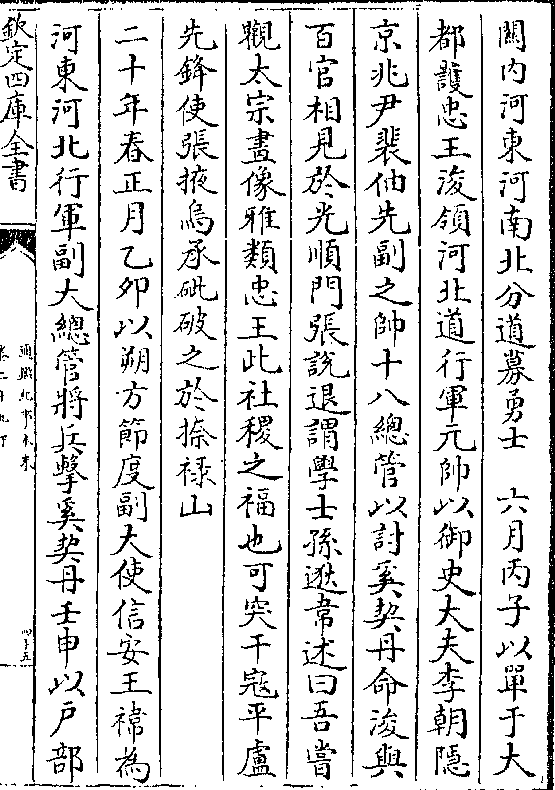 關内河東河南北分道募勇士　六月丙子以單于大
都護忠王浚領河北道行軍元帥以御史大夫李朝隱
京兆尹裴伷先副之帥十八總管以討奚契丹命浚與
百官相見於光順門張説退謂學士孫逖韋述曰吾嘗
觀太宗畫像雅類忠王此社稷之福也可突干寇平盧
先鋒使張掖烏承玼破之於捺禄山
二十年春正月乙卯以朔方節度副大使信安王禕為
河東河北行軍副大總管將兵擊奚契丹壬申以戸部
欽定四庫全書
通鑑紀事本末
四十五